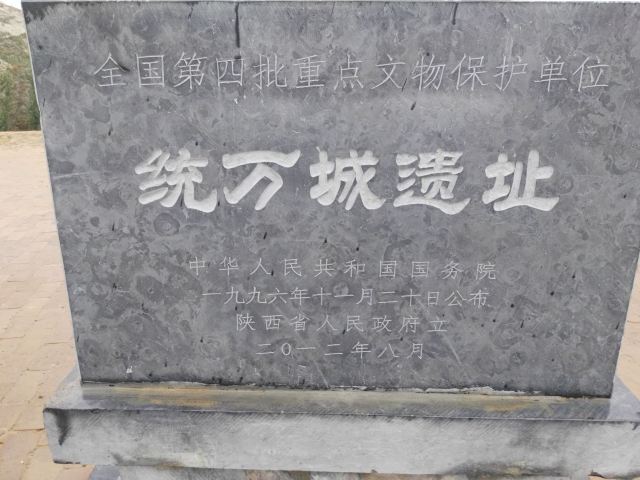 全国第四批重点文物保护单位
统万城遗址
中华人民共和国国务院
一九九六年十一月二十日公布
陕西省人民政府立
二〇一二年八月